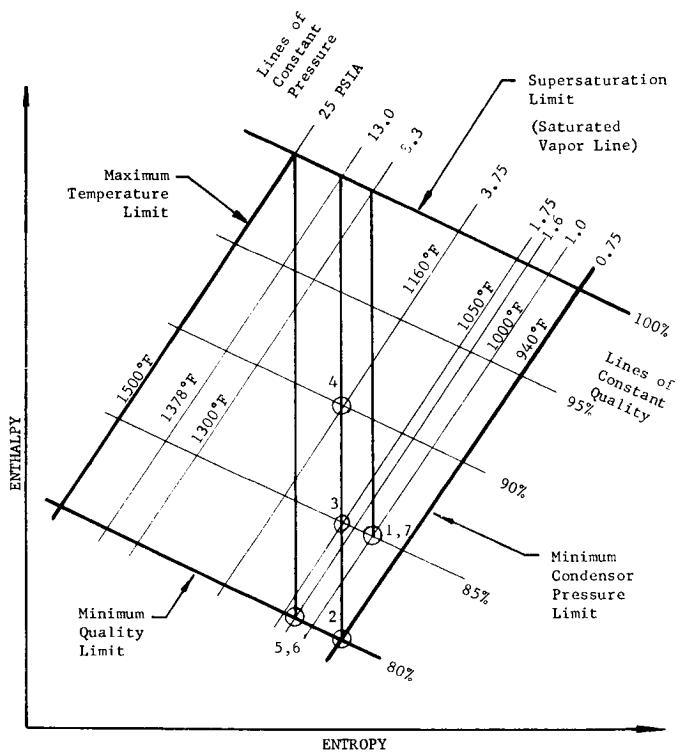 Lines of
Constant
Pressure
25 PSIA
13.0
3.75
1.75
1.6
1.0
0.75
Supersaturation
Limit
(Saturated
Vapor Line)
Maximum
Temperature
Limit
1500°F
1378°F
1300°F
1160°F
1050°F
1000°F
940°F
100%
95%
90%
85%
80%
Lines of
Constant
Quality
4
3
1,7
2
5,6
Minimum
Condensor
Pressure
Limit
Minimum
Quality
Limit
ENTHALPY
ENTROPY